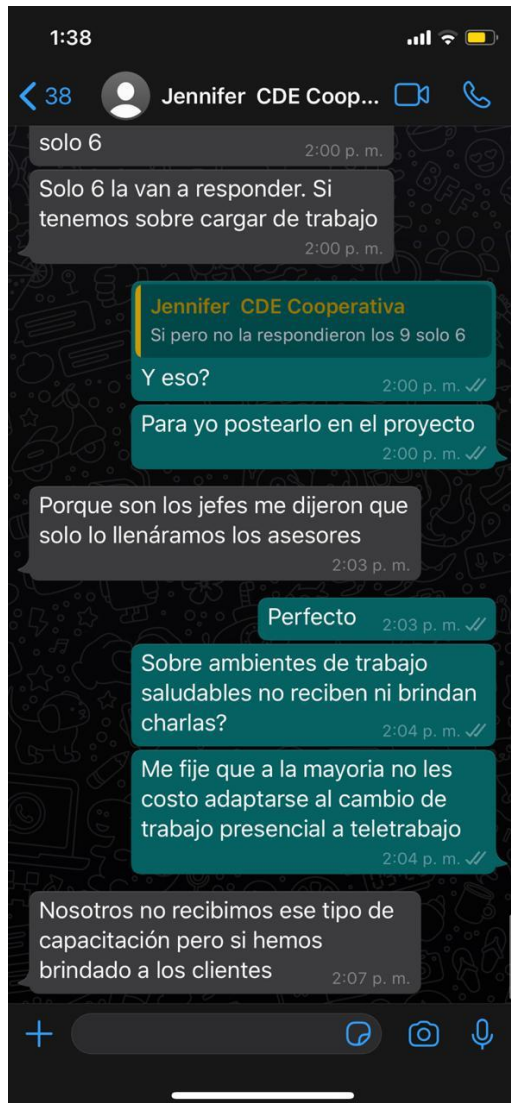 1:38
38
Jennifer CDE Coop...
solo 6
2:00 p. m.
Solo 6 la van a responder. Si
tenemos sobre cargar de trabajo
2:00 p. m.
Jennifer CDE Cooperativa
Si pero no la respondieron los 9 solo 6
Y eso?
2:00 p. m.
Para yo postearlo en el proyecto
2:00 p. m.
Porque son los jefes me dijeron que
solo lo llenáramos los asesores
2:03 p. m.
Perfecto
2:03 p. m.
Sobre ambientes de trabajo
saludables no reciben ni brindan
charlas?
2:04 p. m.
Me fije que a la mayoria no les
costo adaptarse al cambio de
trabajo presencial a teletrabajo
2:04 p. m.
Nosotros no recibimos ese tipo de
capacitación pero si hemos
brindado a los clientes
2:07 p. m.